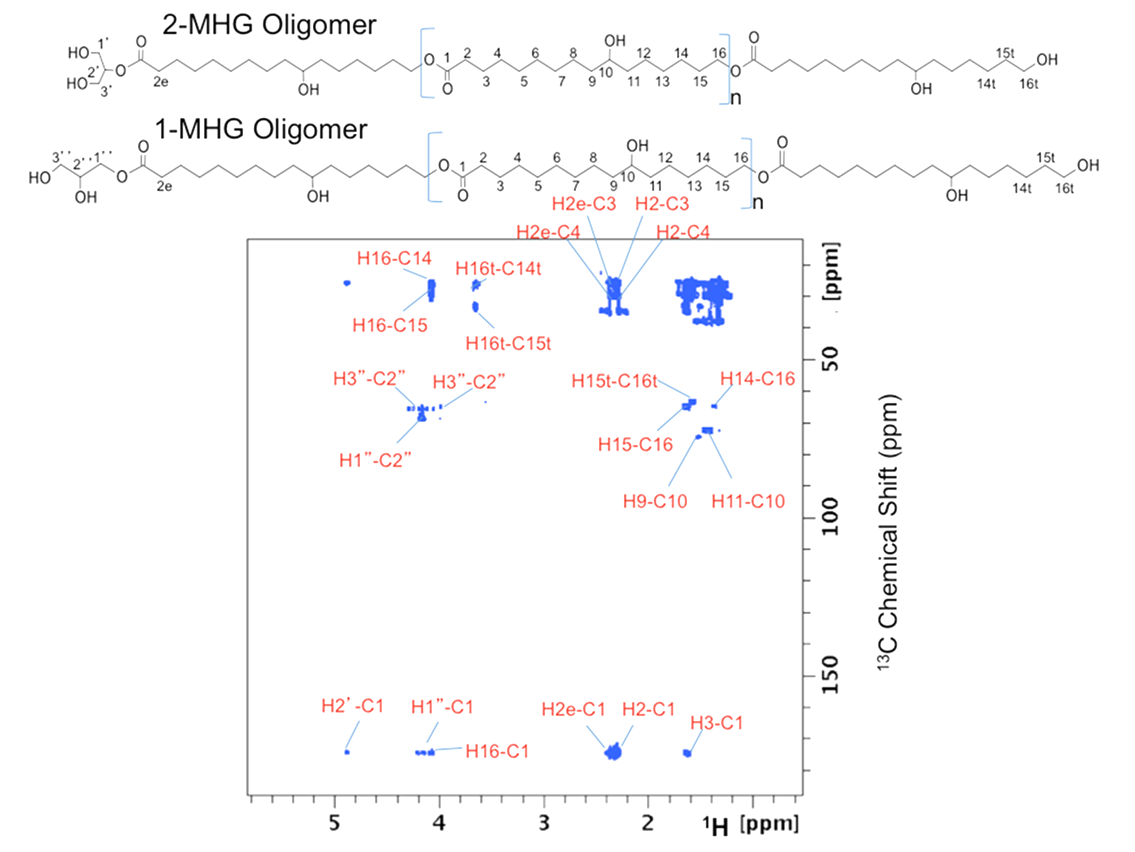 2-MHG Oligomer
HO 1' O OH
HO 2' O 2e O 1 2 4 6 8 10 12 14 16 O 15t OH
3' OH O 3 5 7 9 11 13 15 n OH 14t 16t
1-MHG Oligomer
3'' 2'' 1'' O OH O
HO O 2e O 1 2 4 6 8 10 12 14 16 O 15t OH
OH OH O 3 5 7 9 11 13 15 n OH 14t 16t
H2e-C3 H2-C3
H2e-C4 H2-C4
H16-C14
H16t-C14t
H16-C15
H16t-C15t
[ppm]
50
H3”-C2” H3”-C2” H15t-C16t H14-C16
H15-C16
H1”-C2”
H9-C10 H11-C10
100
13C Chemical Shift (ppm)
150
H2’-C1 H1”-C1 H2e-C1 H2-C1
H3-C1
H16-C1
5 4 3 2 1H [ppm]